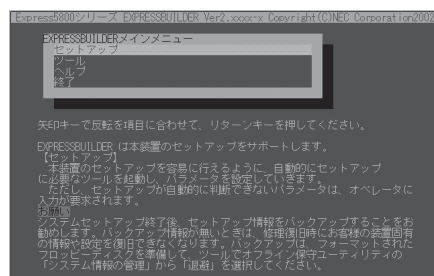 Express5800シリーズ EXPRESSBUILDER Ver2.xxxx-x Copyright(C)NEC Corporation2002
EXPRESSBUILDERメインメニュー
セットアップ
ツール
ヘルプ
終了
矢印キーで反転を項目に合わせて、リターンキーを押してください。
EXPRESSBUILDER は本装置のセットアップをサポートします。
【セットアップ】
本装置のセットアップを容易に行えるように、自動的にセットアップ
に必要なツールを起動し、パラメータを設定していきます。
ただし、セットアップが自動的に判断できないパラメータは、オペレータに
入力が要求されます。
お願い
システムセットアップ終了後、セットアップ情報をバックアップすることをお
勧めします。バックアップ情報が無いときは、修理復旧時にお客様の装置固有
の情報や設定を復旧できなくなります。バックアップは、フォーマットされた
フロッピーディスクを準備して、ツールでオフライン保守ユーティリティの
「システム情報の管理」から「退避」を選択してください。